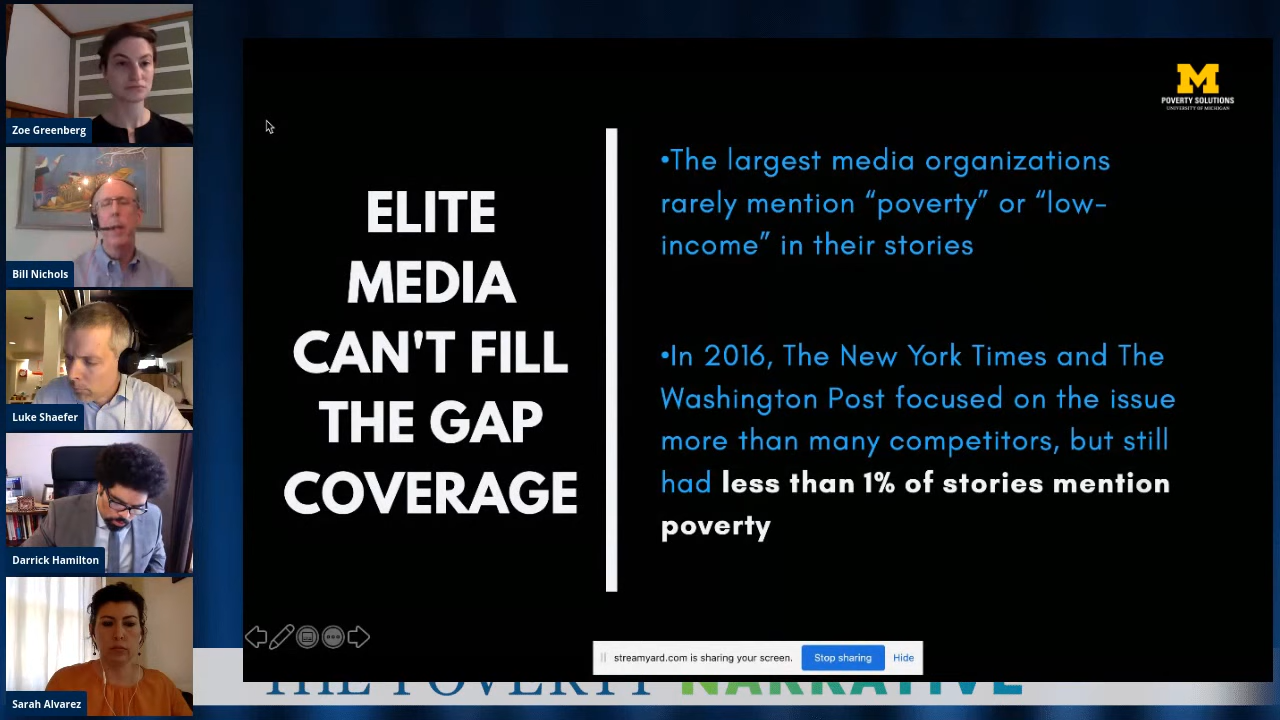 Zoe Greenberg
Bill Nichols
Luke Shaefer
Darrick Hamilton
Sarah Alvarez
M
POVERTY SOLUTIONS
UNIVERSITY OF MICHIGAN
ELITE
MEDIA
CAN'T FILL
THE GAP
COVERAGE
•The largest media organizations
rarely mention “poverty” or “low-
income” in their stories
•In 2016, The New York Times and The
Washington Post focused on the issue
more than many competitors, but still
had less than 1% of stories mention
poverty
streamyard.com is sharing your screen. Stop sharing Hide
THE POVERTY NARRATIVE